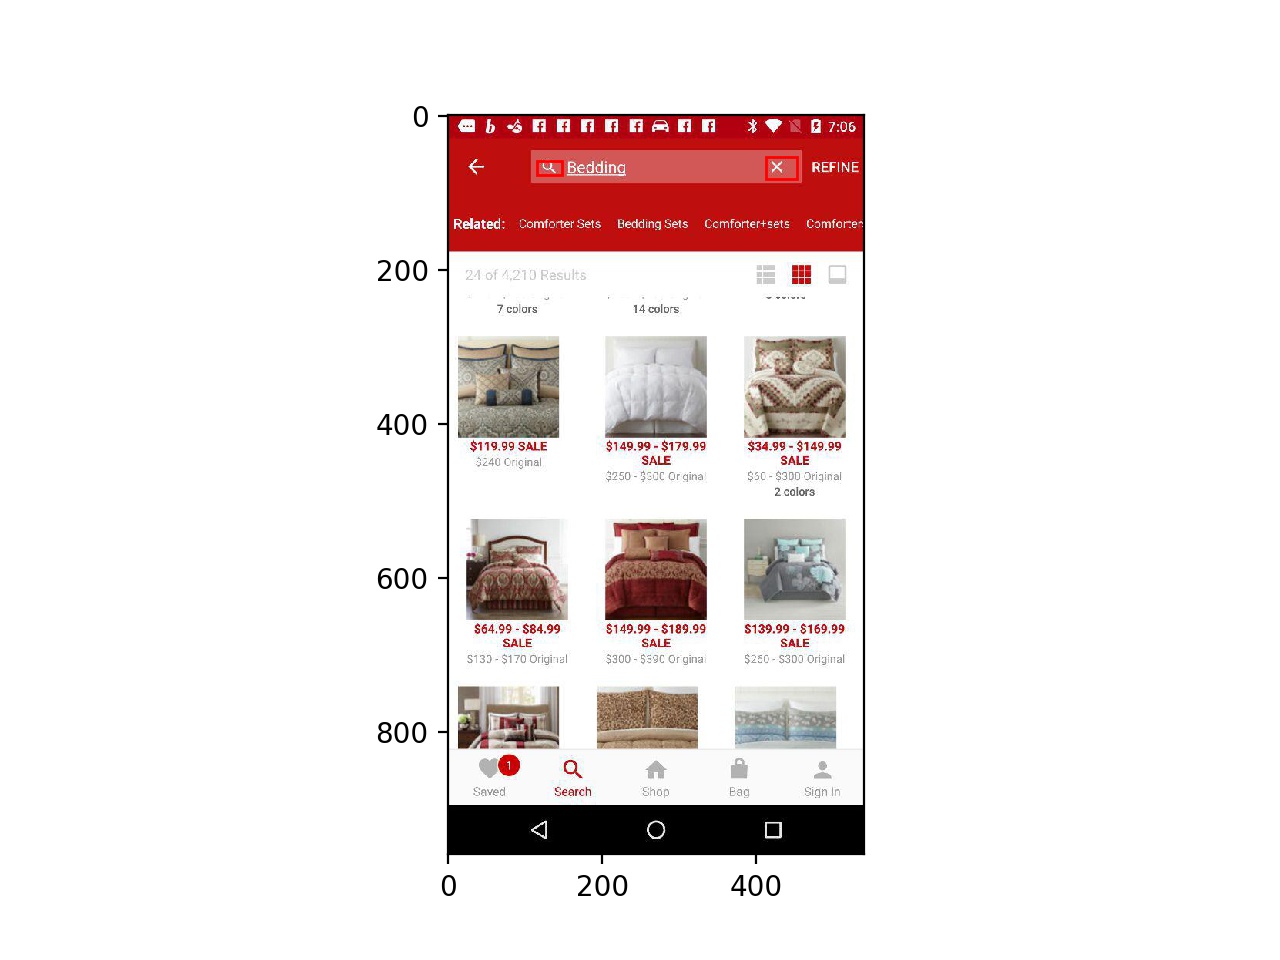 0
7:06
Bedding
REFINE
Related: Comforter Sets Bedding Sets Comforter+sets Comforter
200
24 of 4,210 Results
7 colors 14 colors
$119.99 SALE
$240 Original
$149.99 - $179.99
SALE
$250 - $300 Original
$34.99 - $149.99
SALE
$60 - $300 Original
2 colors
400
600
$64.99 - $84.99
SALE
$130 - $170 Original
$149.99 - $189.99
SALE
$300 - $390 Original
$139.99 - $169.99
SALE
$260 - $300 Original
800
1
Saved Search Shop Bag Sign In
0 200 400